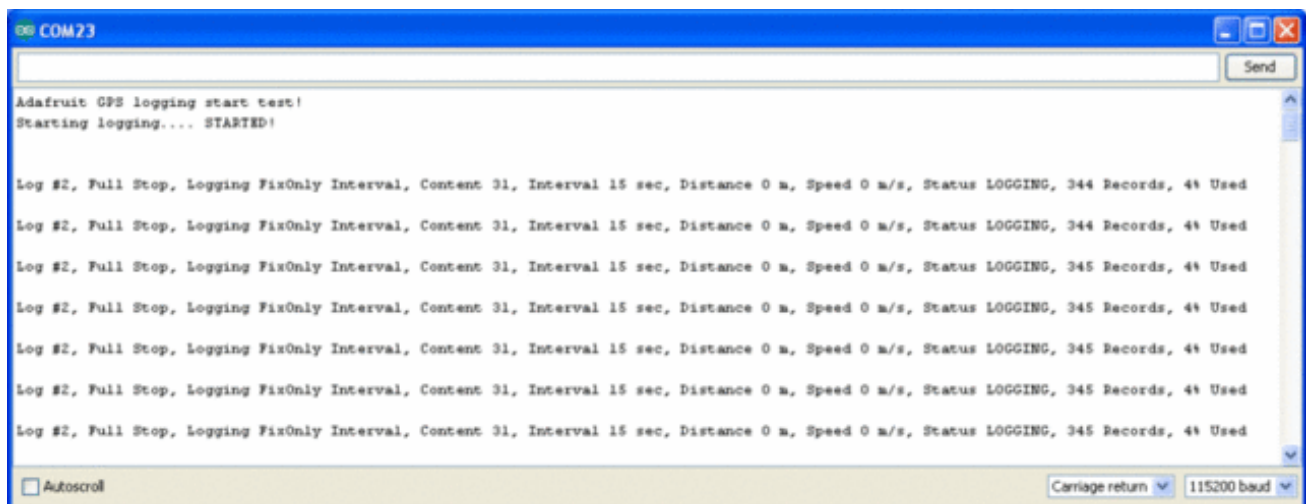 COM23
Send
Adafruit GPS logging start test!
Starting logging.... STARTED!
Log #2, Full Stop, Logging FixOnly Interval, Content 31, Interval 15 sec, Distance 0 m, Speed 0 m/s, Status LOGGING, 344 Records, 4% Used
Log #2, Full Stop, Logging FixOnly Interval, Content 31, Interval 15 sec, Distance 0 m, Speed 0 m/s, Status LOGGING, 344 Records, 4% Used
Log #2, Full Stop, Logging FixOnly Interval, Content 31, Interval 15 sec, Distance 0 m, Speed 0 m/s, Status LOGGING, 345 Records, 4% Used
Log #2, Full Stop, Logging FixOnly Interval, Content 31, Interval 15 sec, Distance 0 m, Speed 0 m/s, Status LOGGING, 345 Records, 4% Used
Log #2, Full Stop, Logging FixOnly Interval, Content 31, Interval 15 sec, Distance 0 m, Speed 0 m/s, Status LOGGING, 345 Records, 4% Used
Log #2, Full Stop, Logging FixOnly Interval, Content 31, Interval 15 sec, Distance 0 m, Speed 0 m/s, Status LOGGING, 345 Records, 4% Used
Log #2, Full Stop, Logging FixOnly Interval, Content 31, Interval 15 sec, Distance 0 m, Speed 0 m/s, Status LOGGING, 345 Records, 4% Used
Autoscroll
Carriage return
115200 baud